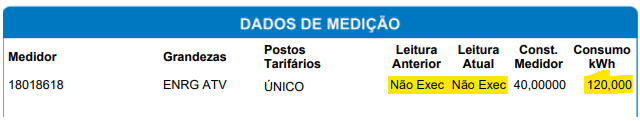 DADOS DE MEDIÇÃO
Medidor Grandezas Postos Tarifários Leitura Anterior Leitura Atual Const. Medidor Consumo kWh
18018618 ENRG ATV ÚNICO Não Exec Não Exec 40,00000 120,000